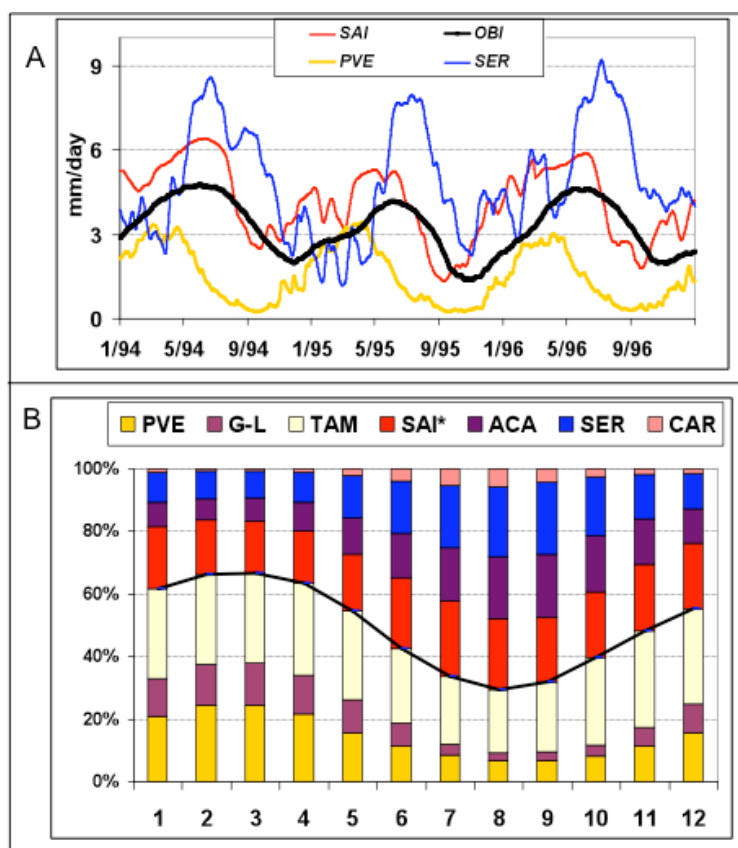 A
SAI OBI
PVE SER
mm/day
9
6
3
0
1/94 5/94 9/94 1/95 5/95 9/95 1/96 5/96 9/96
B
PVE G-L TAM SAI* ACA SER CAR
100%
80%
60%
40%
20%
0%
1 2 3 4 5 6 7 8 9 10 11 12